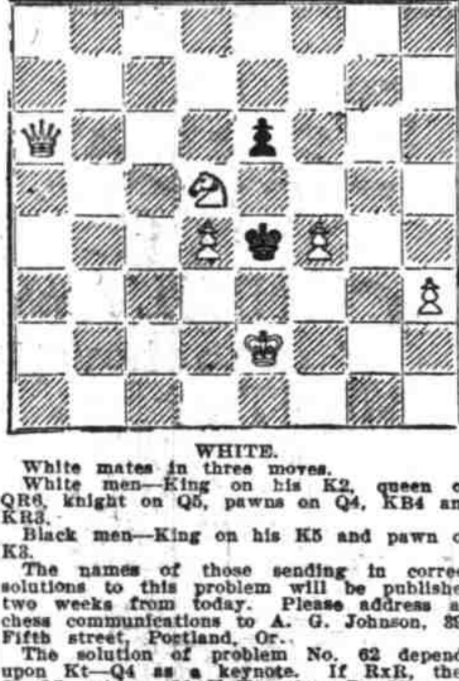 WHITE.
White mates in three moves.
White men—King on his K2, queen o
QR6, knight on Q5, pawns on Q4, KB4 an
KR3.
Black men—King on his K5 and pawn o
K3.
The names of those sending in corre
solutions to this problem will be publishe
two weeks from today. Please address a
chess communications to A. G. Johnson, 89
Fifth street, Portland, Or.
The solution of problem No. 62 depend
upon Kt—Q4 as a keynote. If RxR, the